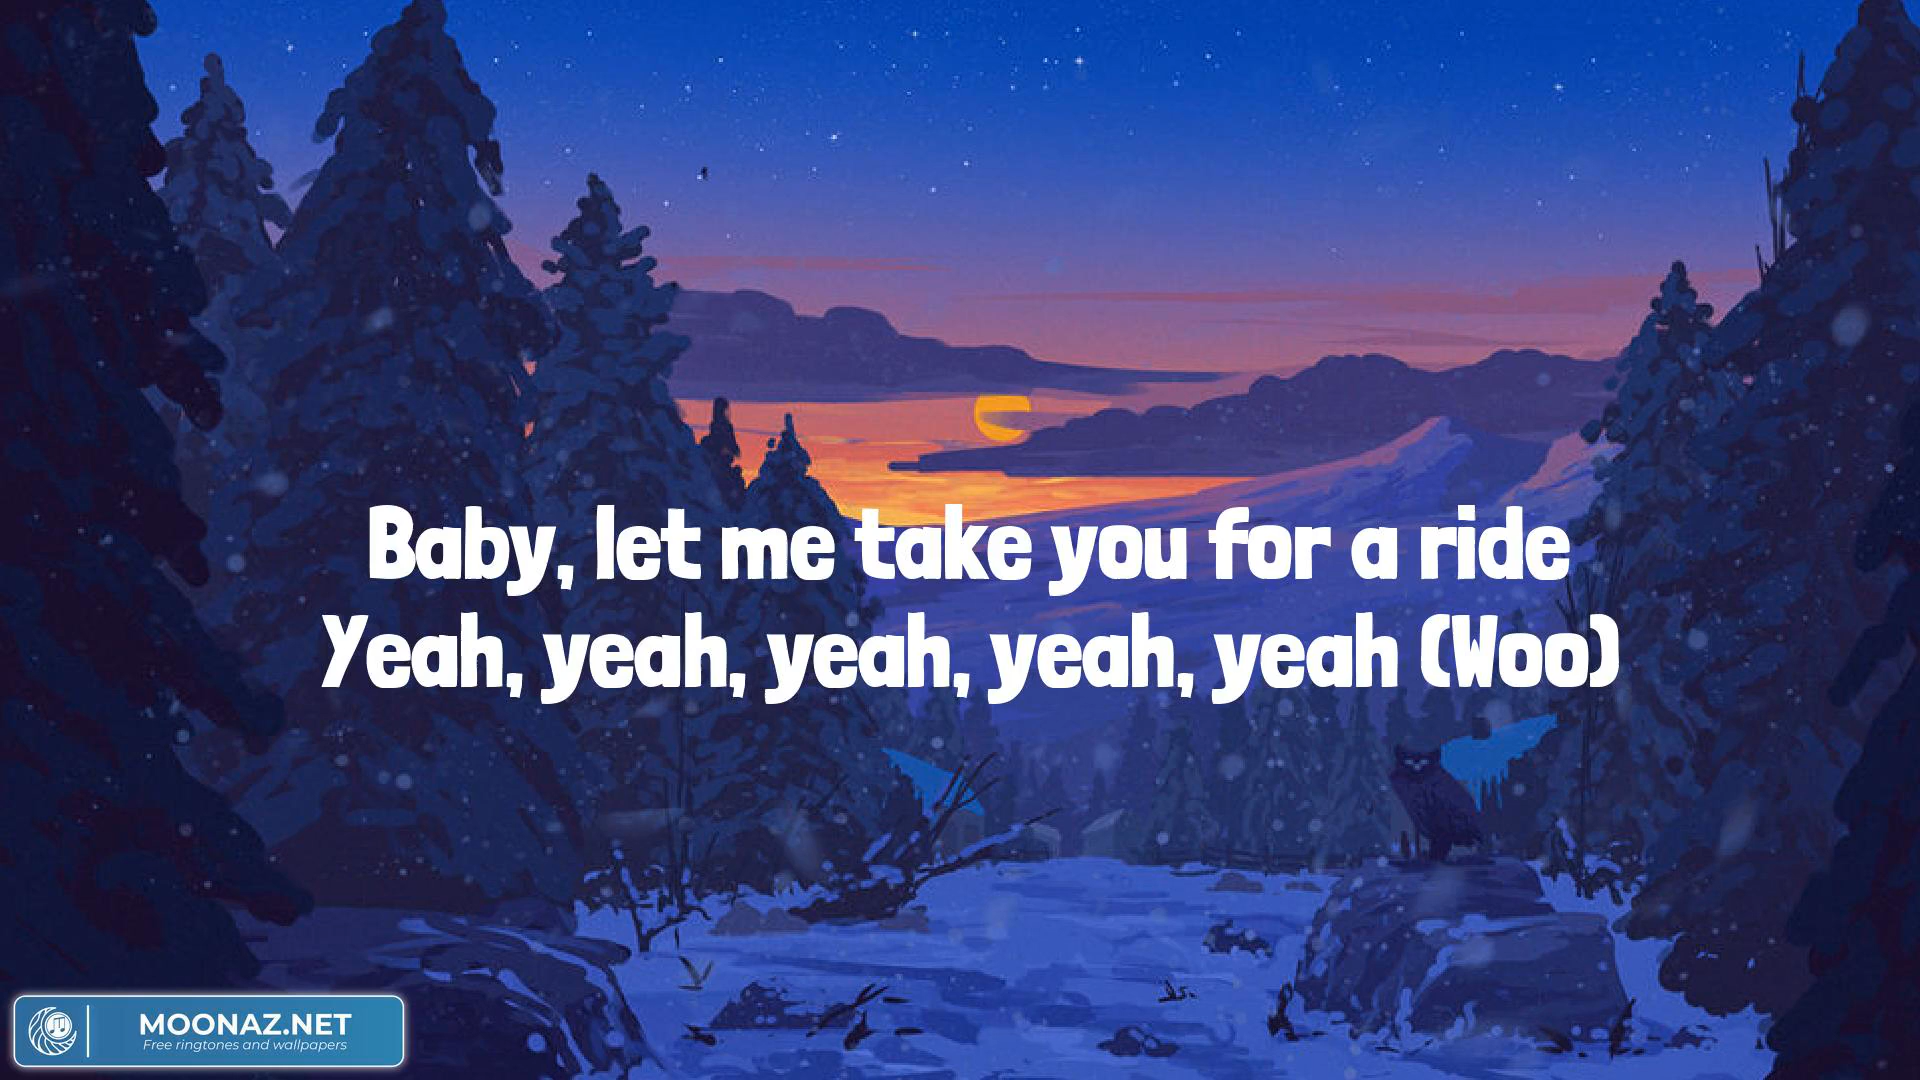 Baby, let me take you for a ride
Yeah, yeah, yeah, yeah, yeah (Woo)
MOONAZ.NET
Free ringtones and wallpapers